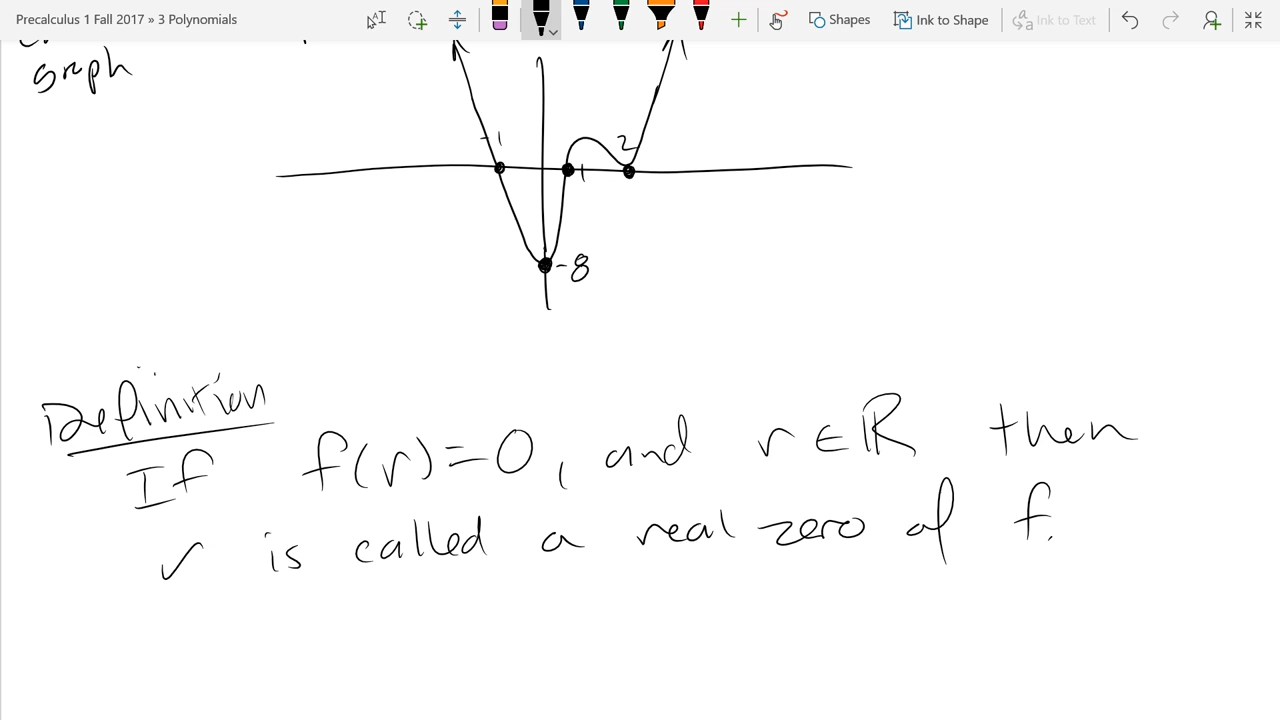 Precalculus 1 Fall 2017 » 3 Polynomials
Shapes
Ink to Shape
Ink to Text
graph
-1
2
1
-8
Definition
If f(r)=0, and r∈ℝ then
r is called a real zero of f.